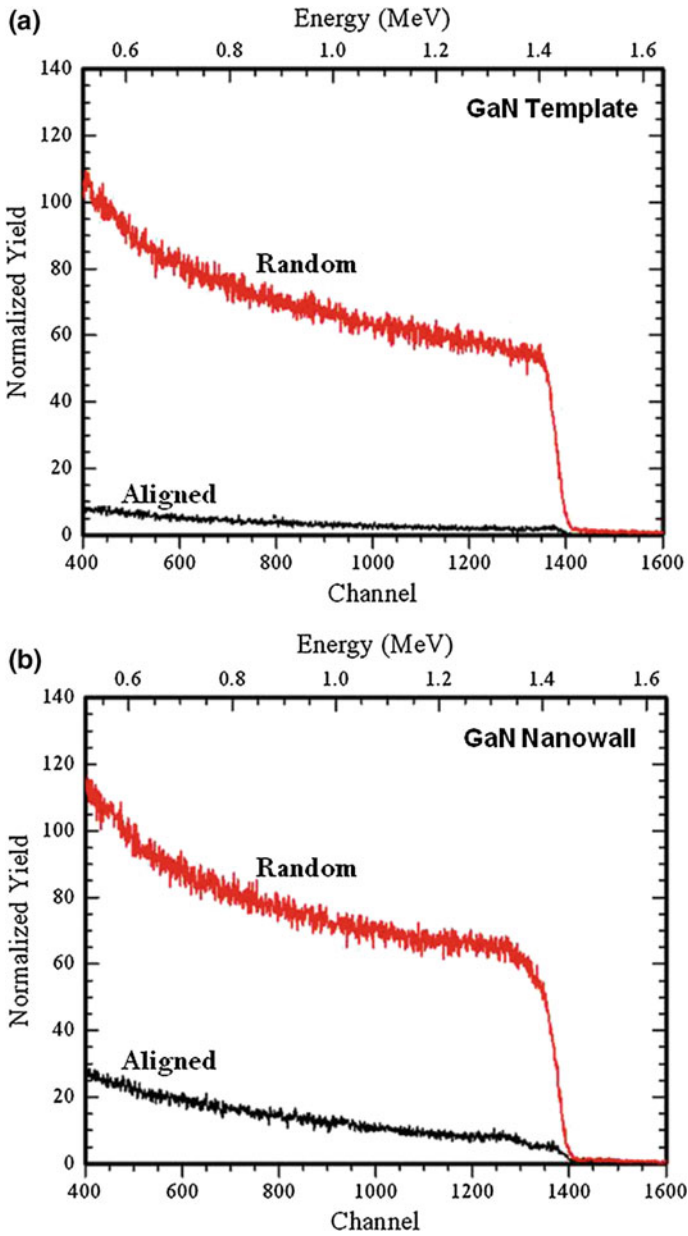 (a)
Energy (MeV)
0.6 0.8 1.0 1.2 1.4 1.6
140
120
100
80
60
40
20
0
Normalized Yield
GaN Template
Random
Aligned
400 600 800 1000 1200 1400 1600
Channel
(b)
Energy (MeV)
0.6 0.8 1.0 1.2 1.4 1.6
140
120
100
80
60
40
20
0
Normalized Yield
GaN Nanowall
Random
Aligned
400 600 800 1000 1200 1400 1600
Channel